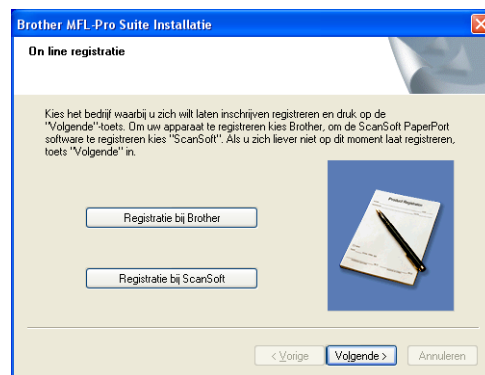 Brother MFL-Pro Suite Installatie
On line registratie
Kies het bedrijf waarbij u zich wilt laten inschrijven registreren en druk op de
"Volgende"-toets. Om uw apparaat te registreren kies Brother, om de ScanSoft PaperPort
software te registreren kies "ScanSoft". Als u zich liever niet op dit moment laat registreren,
toets "Volgende" in.
Product Registration
Registratie bij Brother
Registratie bij ScanSoft
< Vorige
Volgende >
Annuleren